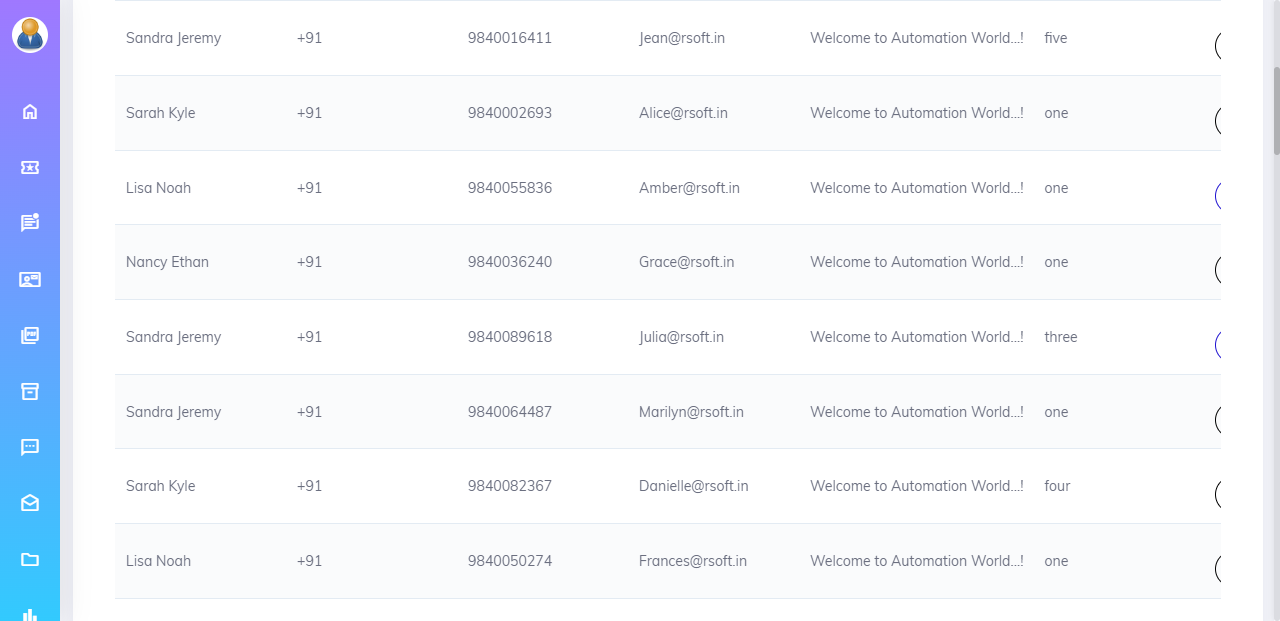 Sandra Jeremy +91 9840016411 Jean@rsoft.in Welcome to Automation World...! five
Sarah Kyle +91 9840002693 Alice@rsoft.in Welcome to Automation World...! one
Lisa Noah +91 9840055836 Amber@rsoft.in Welcome to Automation World...! one
Nancy Ethan +91 9840036240 Grace@rsoft.in Welcome to Automation World...! one
Sandra Jeremy +91 9840089618 Julia@rsoft.in Welcome to Automation World...! three
Sandra Jeremy +91 9840064487 Marilyn@rsoft.in Welcome to Automation World...! one
Sarah Kyle +91 9840082367 Danielle@rsoft.in Welcome to Automation World...! four
Lisa Noah +91 9840050274 Frances@rsoft.in Welcome to Automation World...! one